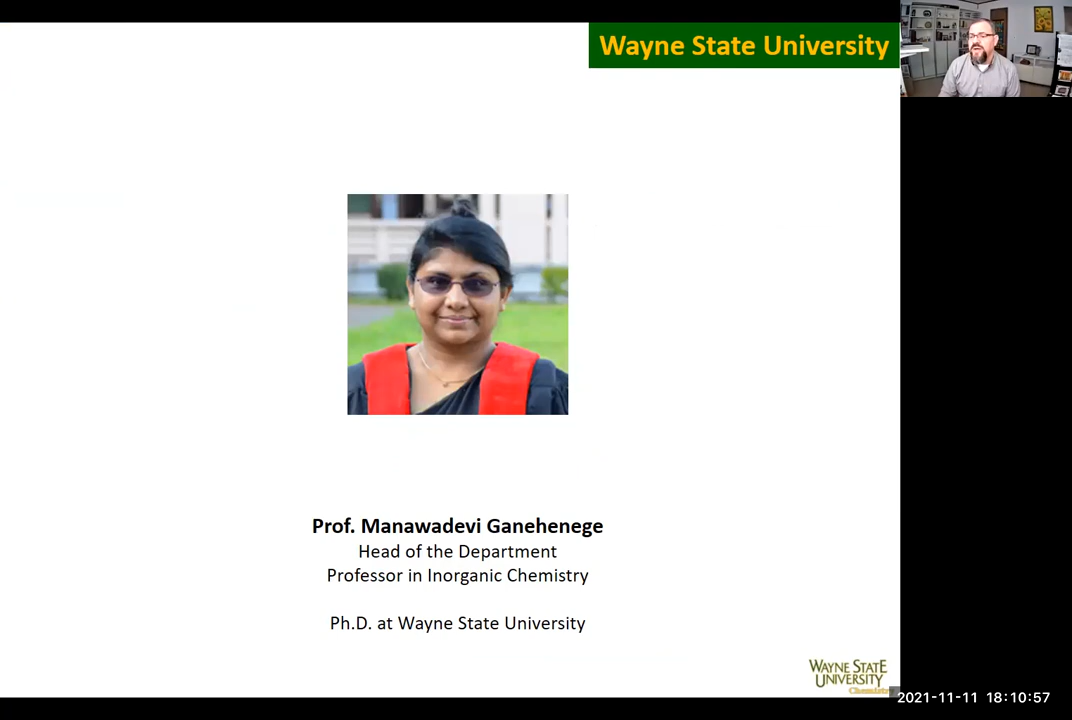 Wayne State University
Prof. Manawadevi Ganehenege
Head of the Department
Professor in Inorganic Chemistry
Ph.D. at Wayne State University
WAYNE STATE
UNIVERSITY
Chemistry
2021-11-11 18:10:57